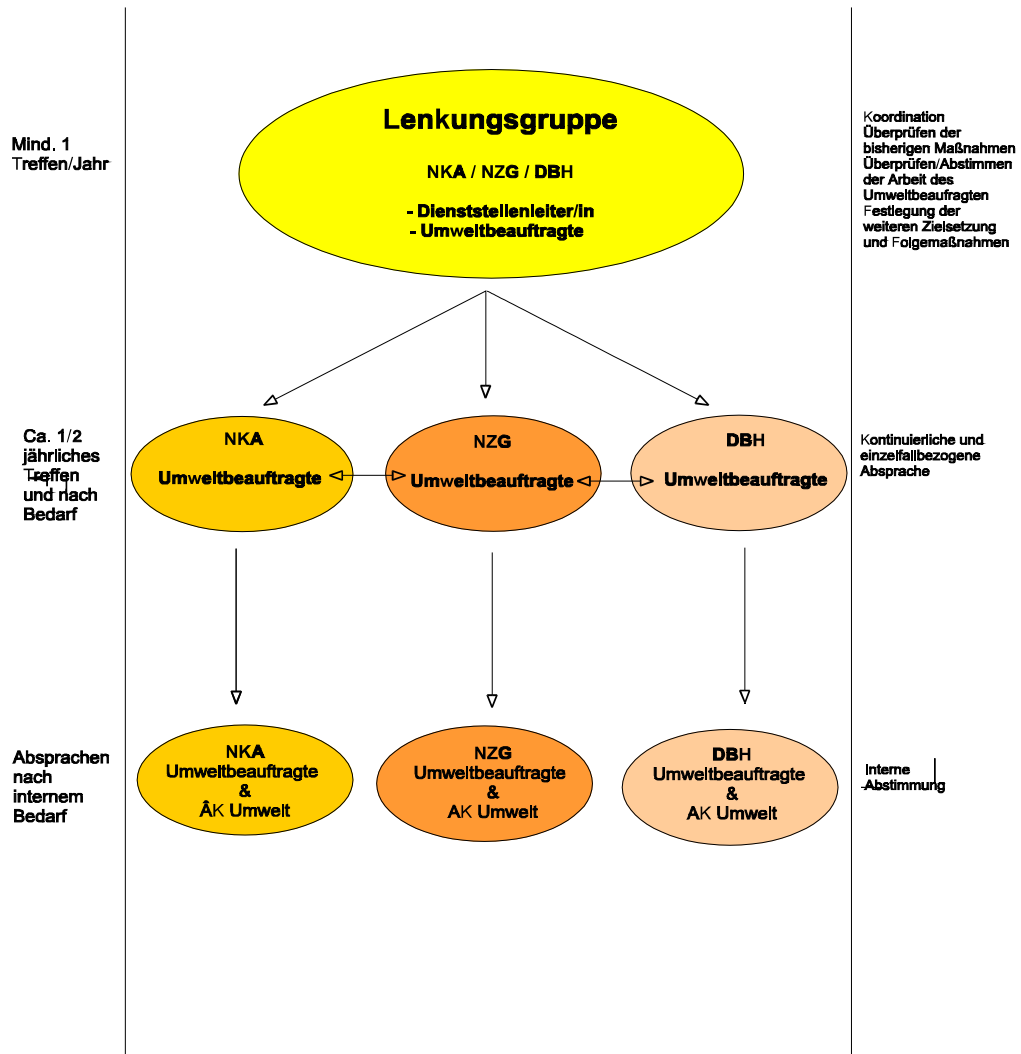 Lenkungsgruppe
NKA / NZG / DBH
- Dienststellenleiter/in
- Umweltbeauftragte
Mind. 1
Treffen/Jahr
Koordination
Überprüfen der
bisherigen Maßnahmen
Überprüfen/Abstimmen
der Arbeit des
Umweltbeaufragten
Festlegung der
weiteren Zielsetzung
und Folgemaßnahmen
Ca. 1/2
jährliches
Treffen
und nach
Bedarf
NKA
Umweltbeauftragte
NZG
Umweltbeauftragte
DBH
Umweltbeauftragte
Kontinuierliche und
einzelfallbezogene
Absprache
Absprachen
nach
internem
Bedarf
NKA
Umweltbeauftragte
&
ÂK Umwelt
NZG
Umweltbeauftragte
&
AK Umwelt
DBH
Umweltbeauftragte
&
AK Umwelt
Interne
Abstimmung